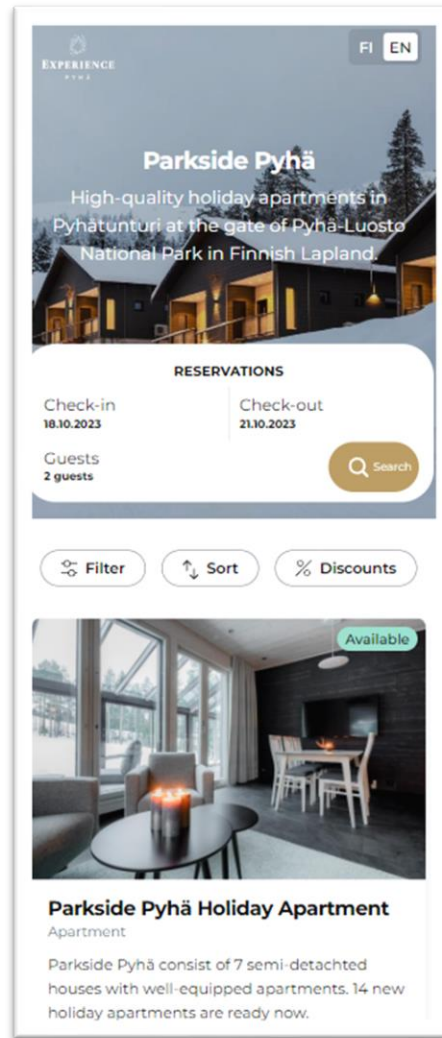 FI EN
EXPERIENCE
PYHÄ
Parkside Pyhä
High-quality holiday apartments in
Pyhätunturi at the gate of Pyhä-Luosto
National Park in Finnish Lapland.
RESERVATIONS
Check-in
18.10.2023
Check-out
21.10.2023
Guests
2 guests
Search
Filter
Sort
Discounts
Available
Parkside Pyhä Holiday Apartment
Apartment
Parkside Pyhä consist of 7 semi-detachted
houses with well-equipped apartments. 14 new
holiday apartments are ready now.